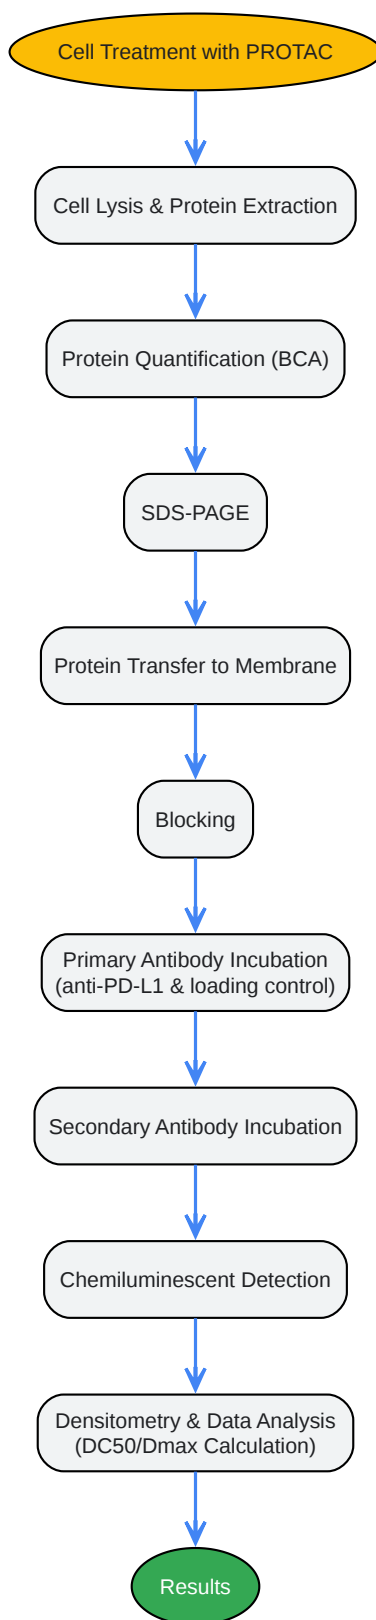 Cell Treatment with PROTAC
Cell Lysis & Protein Extraction
Protein Quantification (BCA)
SDS-PAGE
Protein Transfer to Membrane
Blocking
Primary Antibody Incubation
(anti-PD-L1 & loading control)
Secondary Antibody Incubation
Chemiluminescent Detection
Densitometry & Data Analysis
(DC50/Dmax Calculation)
Results